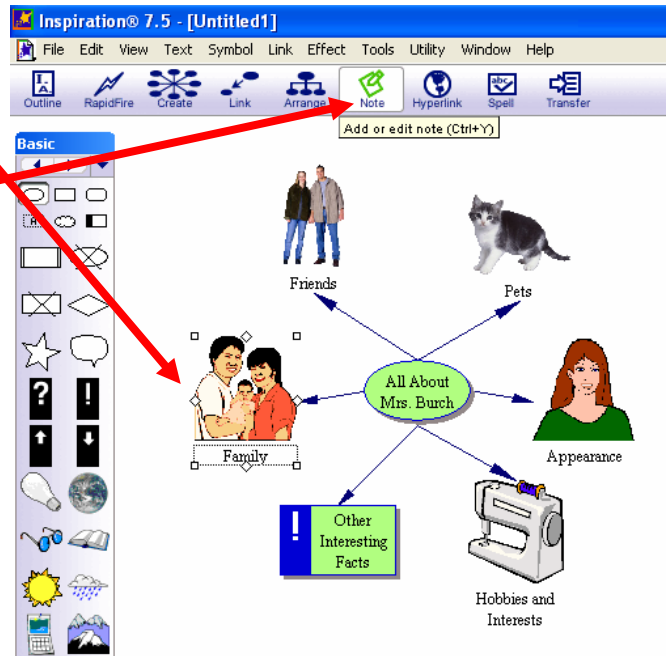 Inspiration® 7.5 - [Untitled1]
File Edit View Text Symbol Link Effect Tools Utility Window Help
Outline RapidFire Create Link Arrange Note Hyperlink Spell Transfer
Add or edit note (Ctrl+Y)
Basic
Friends
Pets
All About
Mrs. Burch
Family
Appearance
!
Other
Interesting
Facts
Hobbies and
Interests
? !